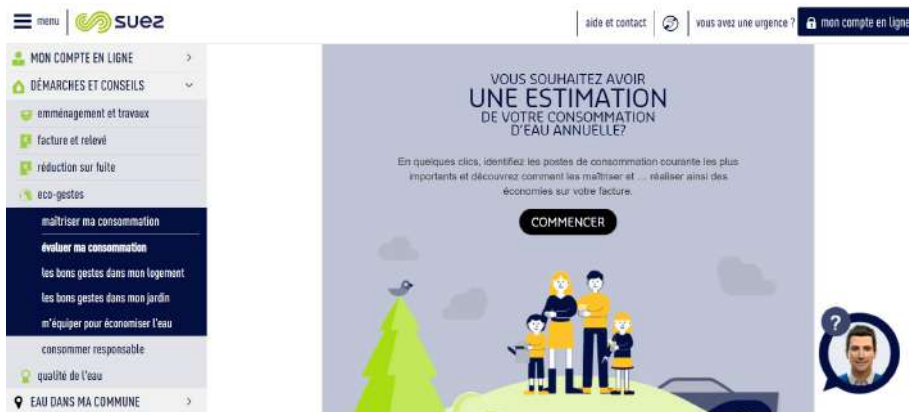 menu
suez
aide et contact
vous avez une urgence ?
mon compte en ligne
MON COMPTE EN LIGNE
DÉMARCHES ET CONSEILS
emménagement et travaux
facture et relevé
réduction sur fuite
eco-gestes
maîtriser ma consommation
évaluer ma consommation
les bons gestes dans mon logement
les bons gestes dans mon jardin
m'équiper pour économiser l'eau
consommer responsable
qualité de l'eau
EAU DANS MA COMMUNE
VOUS SOUHAITEZ AVOIR
UNE ESTIMATION
DE VOTRE CONSOMMATION
D'EAU ANNUELLE?
En quelques clics, identifiez les postes de consommation courante les plus
importants et découvrez comment les maîtriser et ... réaliser ainsi des
économies sur votre facture.
COMMENCER
?